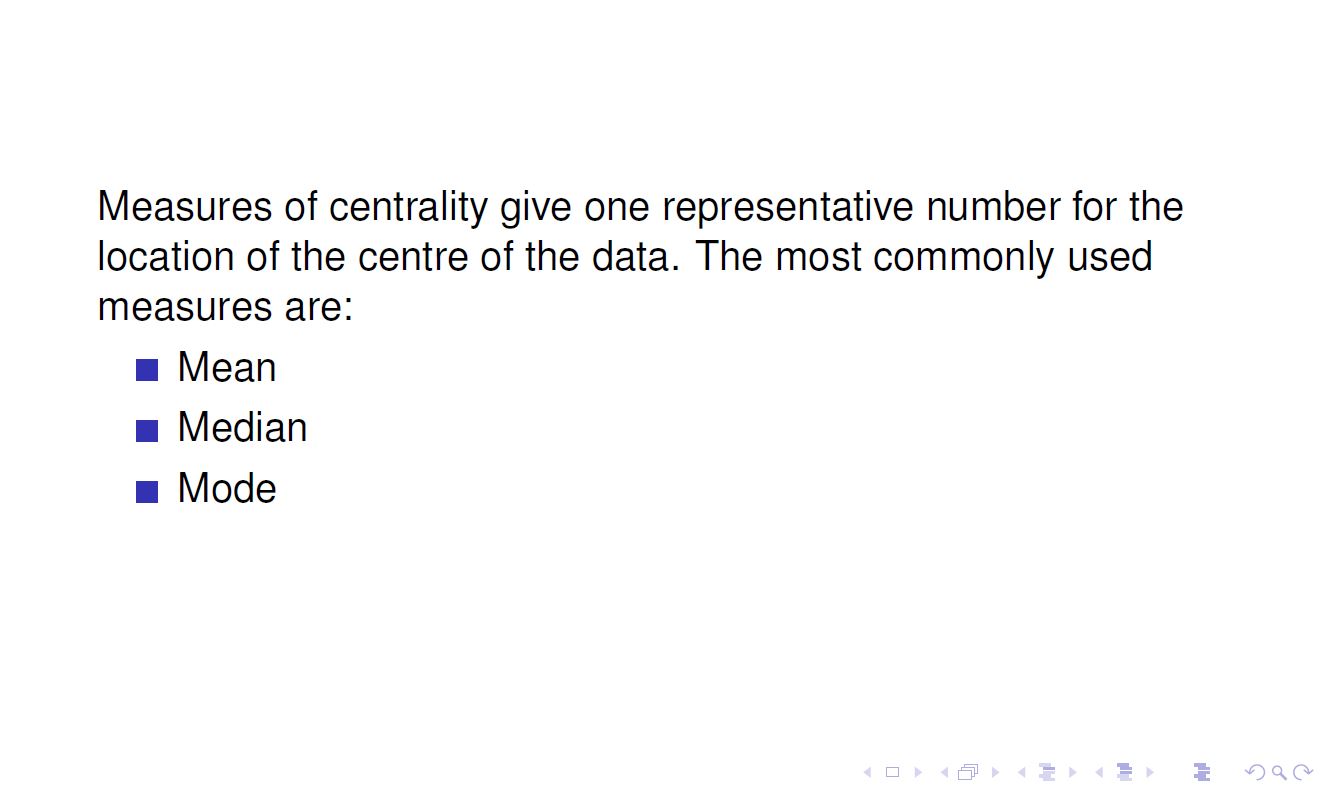 Measures of centrality give one representative number for the
location of the centre of the data. The most commonly used
measures are:
Mean
Median
Mode